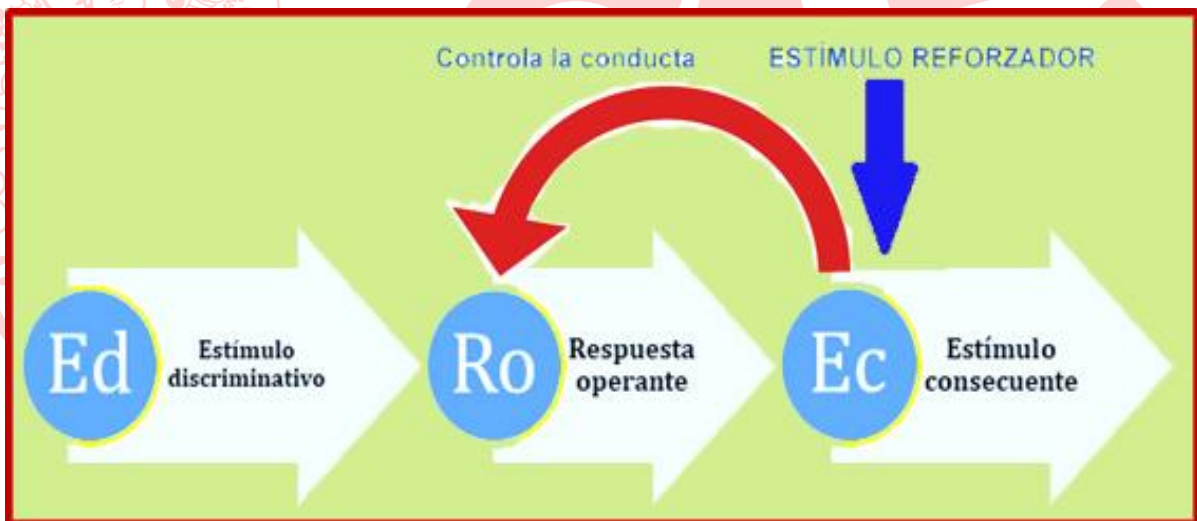 Controla la conducta
ESTÍMULO REFORZADOR
Ed
Estímulo
discriminativo
Ro
Respuesta
operante
Ec
Estímulo
consecuente